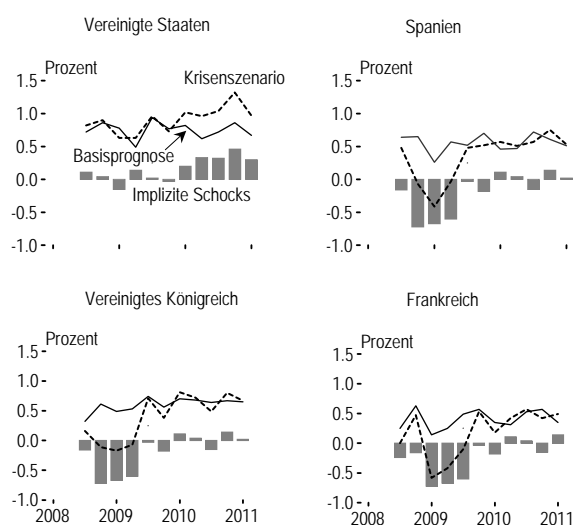 Vereinigte Staaten
Prozent
1.5
1.0
0.5
0.0
-0.5
-1.0
Krisenszenario
Basisprognose
Implizite Schocks
Spanien
1.5
1.0
0.5
0.0
-0.5
-1.0
Vereinigtes Königreich
Prozent
1.5
1.0
0.5
0.0
-0.5
-1.0
2008 2009 2010 2011
Frankreich
Prozent
1.5
1.0
0.5
0.0
-0.5
-1.0
2008 2009 2010 2011